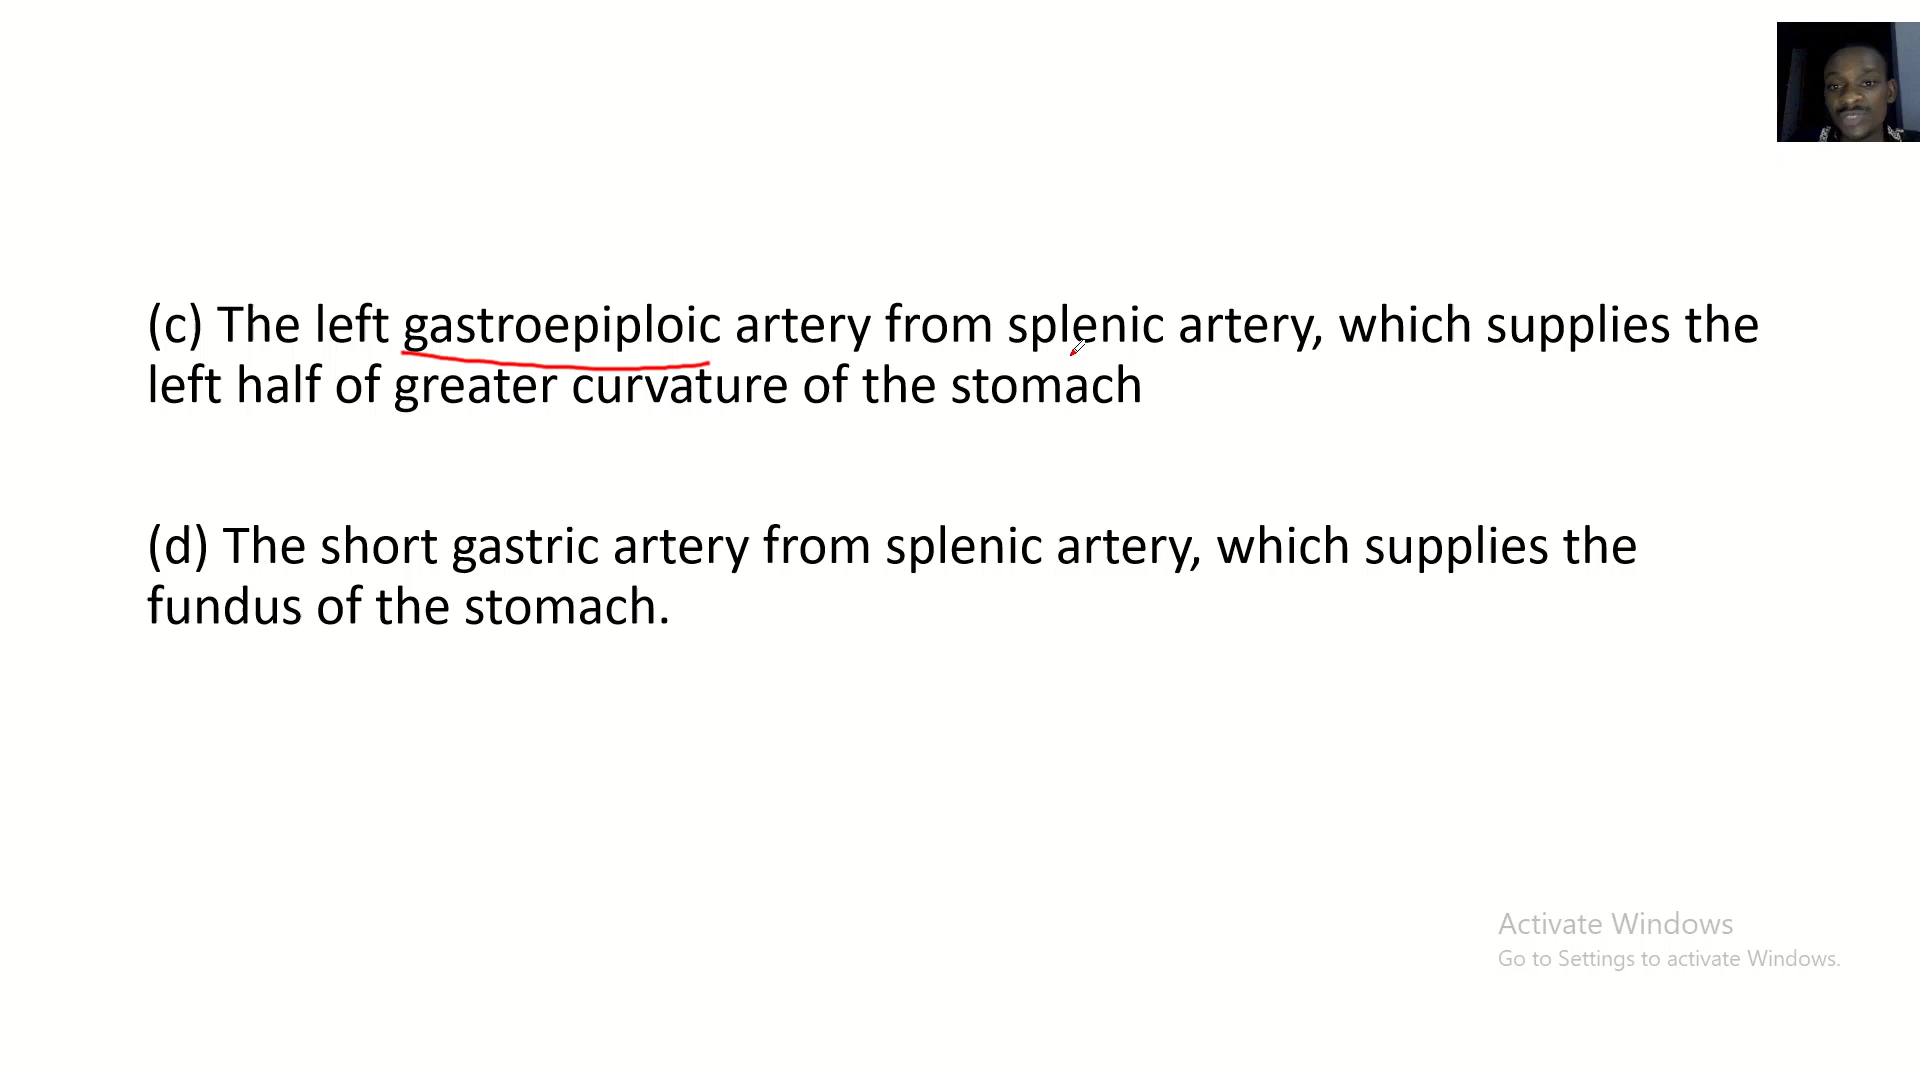 (c) The left gastroepiploic artery from splenic artery, which supplies the
left half of greater curvature of the stomach
(d) The short gastric artery from splenic artery, which supplies the
fundus of the stomach.
Activate Windows
Go to Settings to activate Windows.